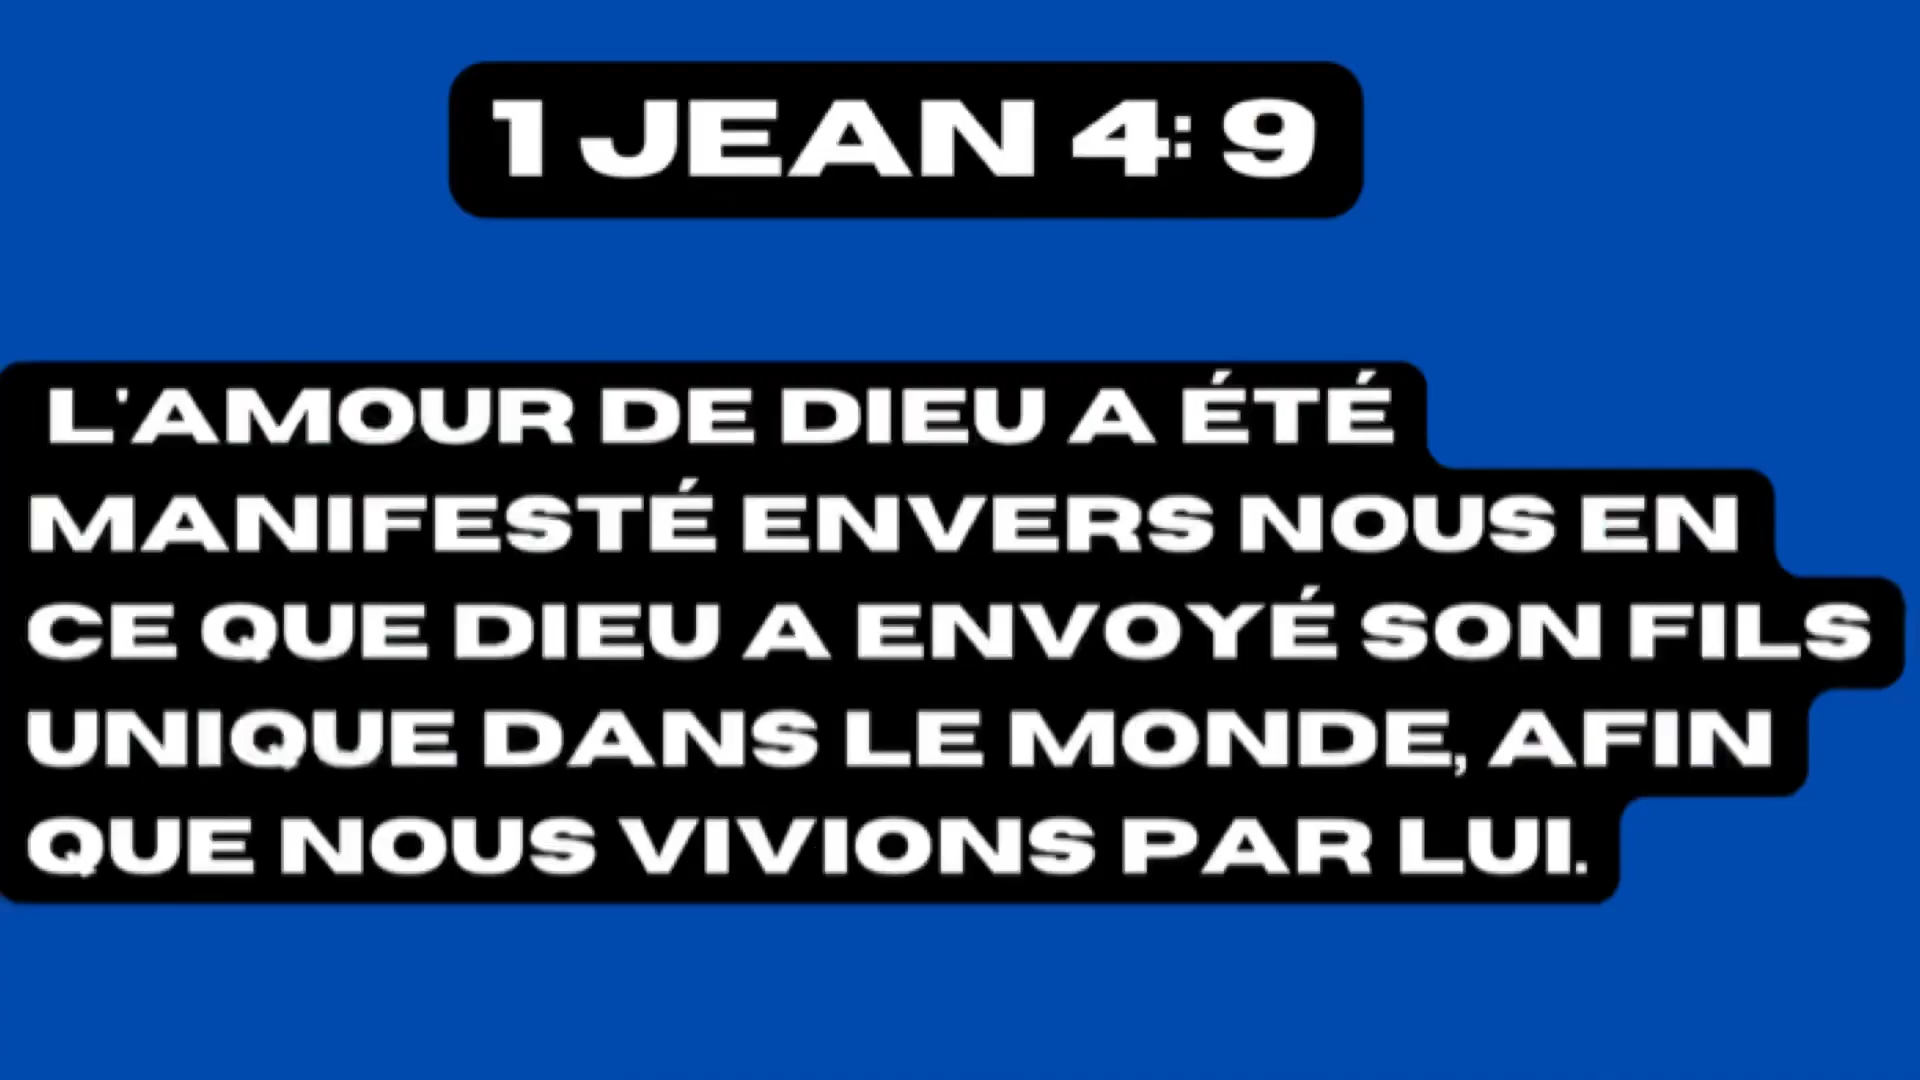 1 JEAN 4: 9
L'AMOUR DE DIEU A ÉTÉ
MANIFESTÉ ENVERS NOUS EN
CE QUE DIEU A ENVOYÉ SON FILS
UNIQUE DANS LE MONDE, AFIN
QUE NOUS VIVIONS PAR LUI.